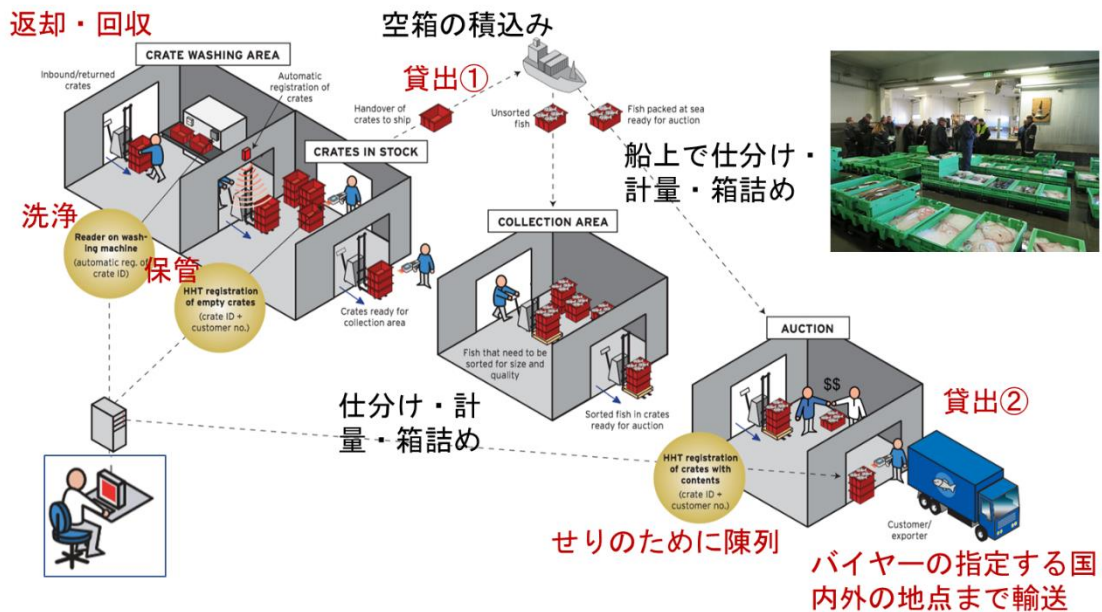 返却・回収
空箱の積込み
CRATE WASHING AREA
Inbound/returned
crates
Automatic
registration of
crates
貸出①
Handover of
crates to ship
Unsorted
fish
Fish packed at sea
ready for auction
CRATES IN STOCK
船上で仕分け・
計量・箱詰め
洗浄
Reader on wash-
ing machine
(automatic reg. of
crate ID)
保管
HHT registration
of empty crates
(crate ID +
customer no.)
Crates ready for
collection area
COLLECTION AREA
Fish that need to be
sorted for size and
quality
Sorted fish in crates
ready for auction
仕分け・計
量・箱詰め
AUCTION
$$
貸出②
HHT registration
of crates with
contents
(crate ID +
customer no.)
Customer/
exporter
せりのために陳列
バイヤーの指定する国
内外の地点まで輸送